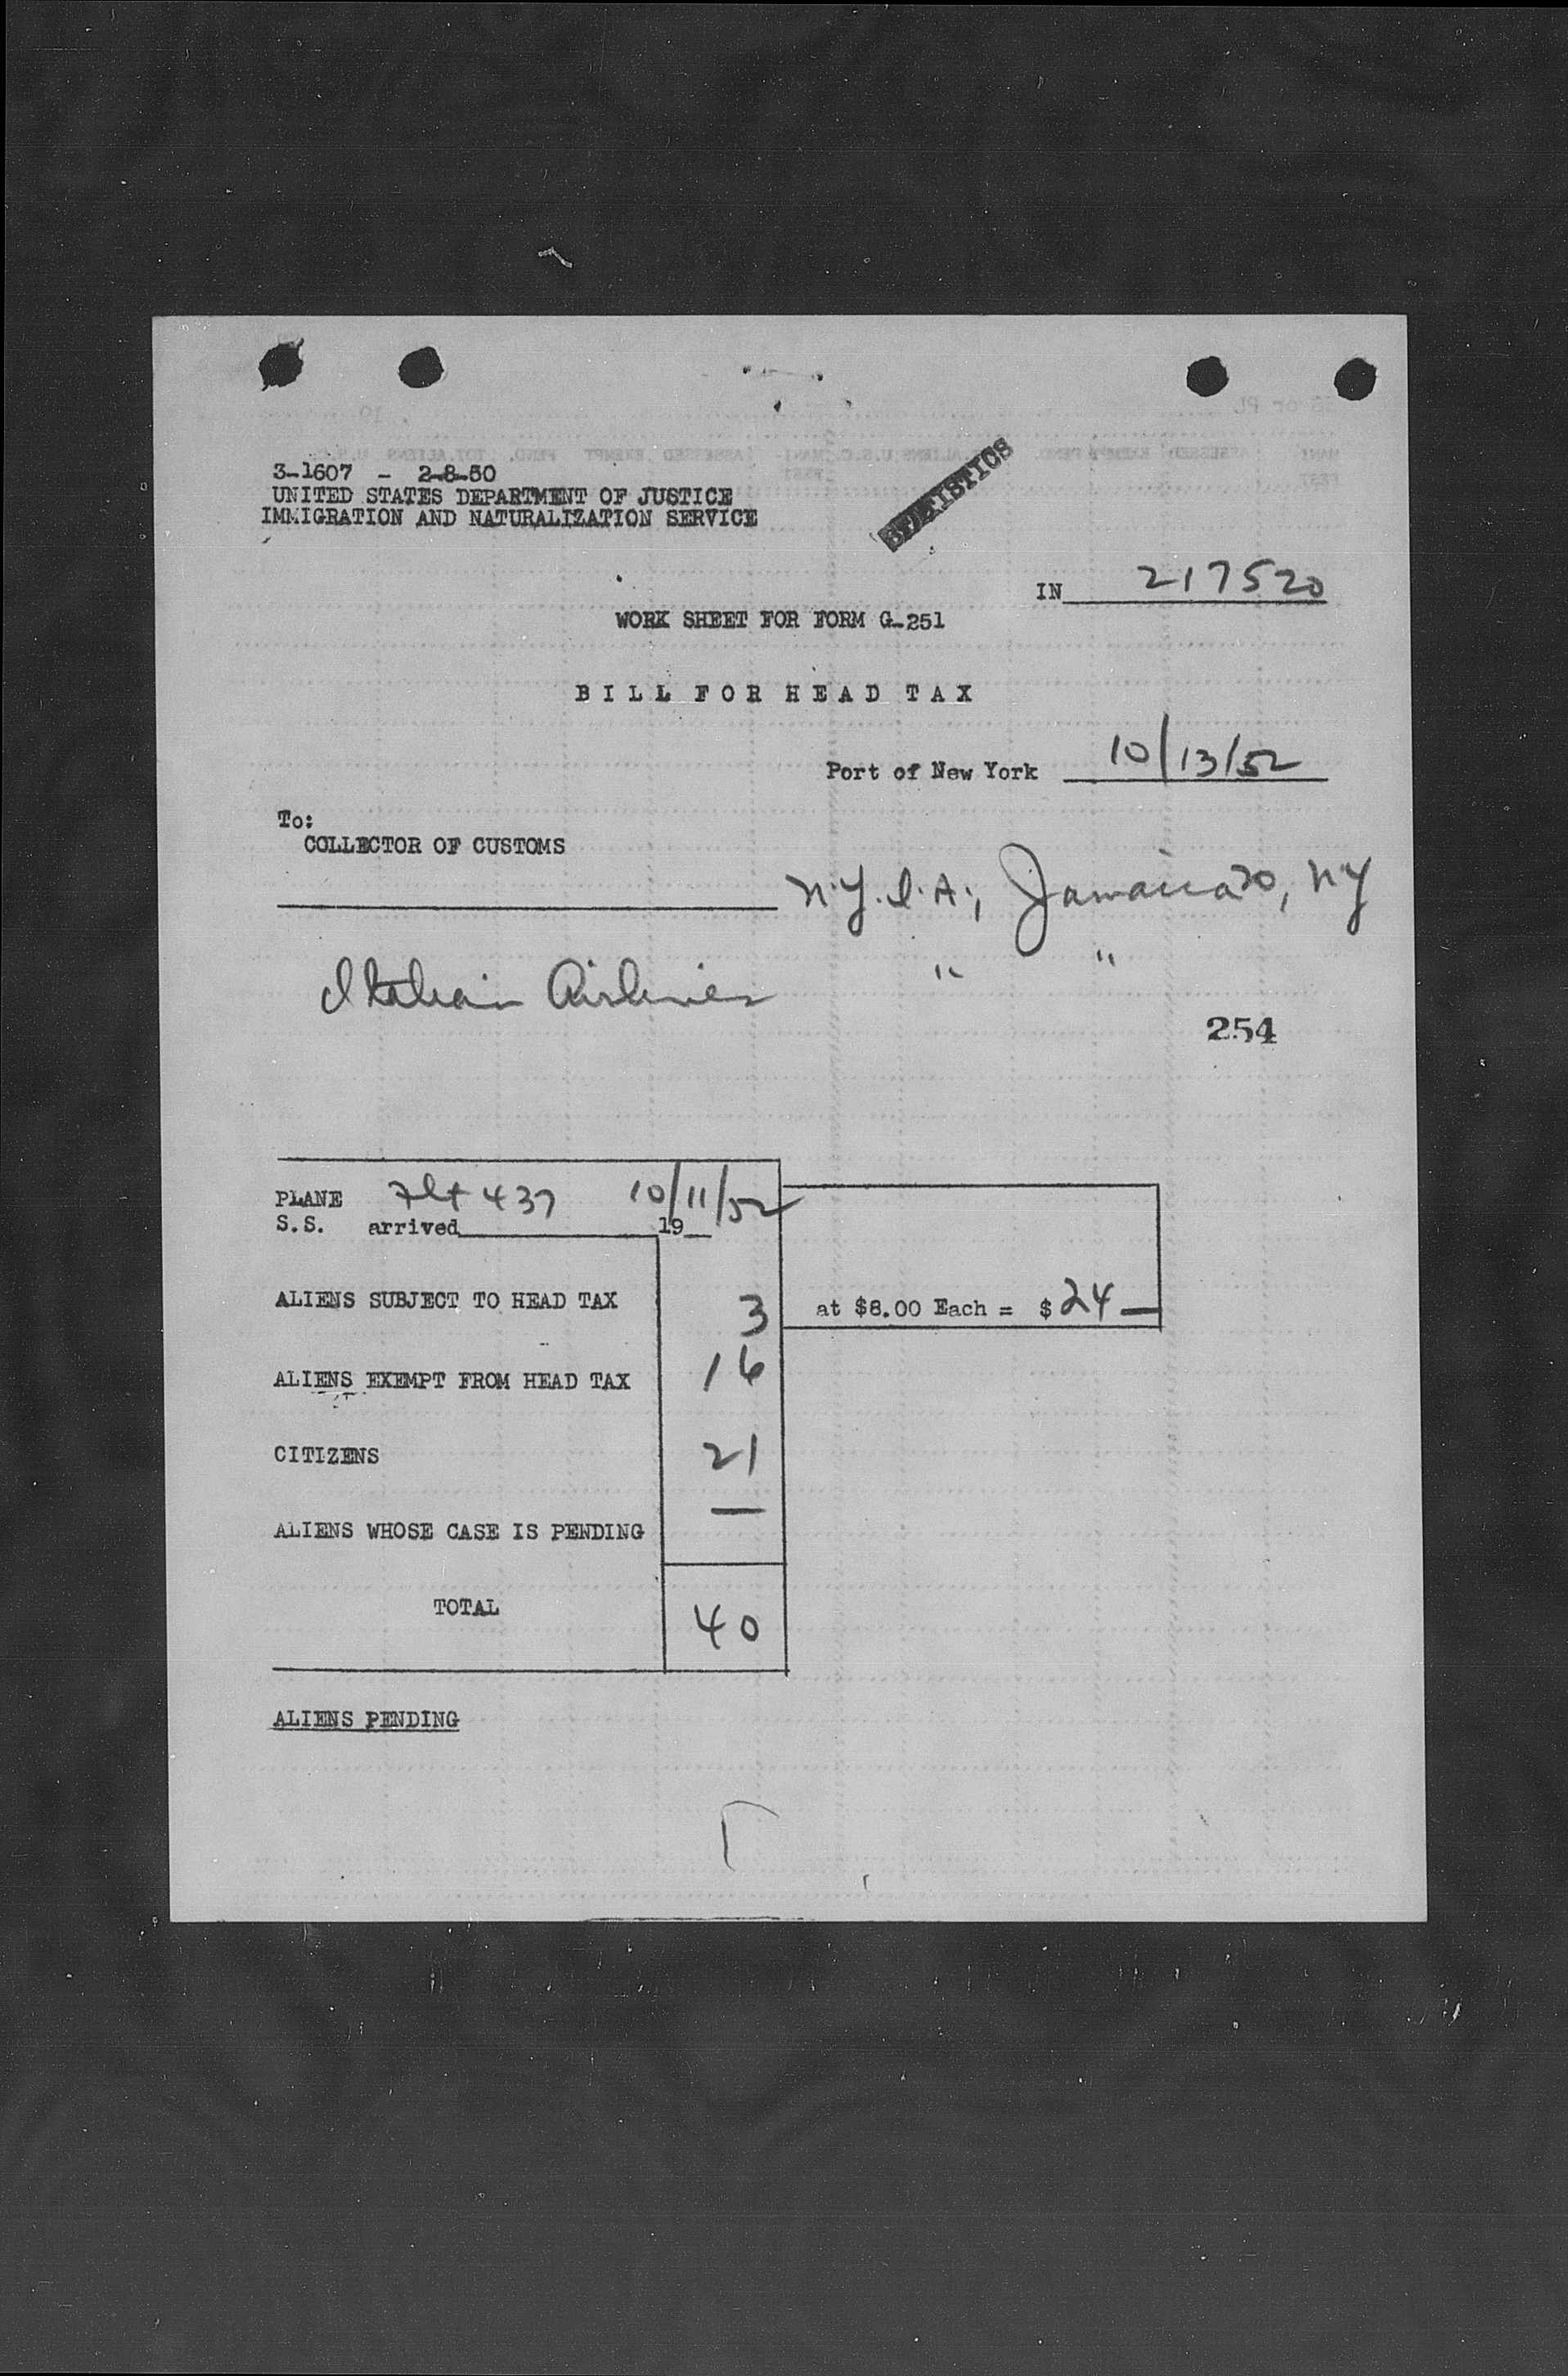 3-1607 - 2-8-50
UNITED STATES DEPARTMENT OF JUSTICE
IMMIGRATION AND NATURALIZATION SERVICE
STATISTICS
IN 217520
WORK SHEET FOR FORM G-251
BILL FOR HEAD TAX
Port of New York 10/13/52
To:
COLLECTOR OF CUSTOMS
N.Y.I.A., Jamaica 30, NY
Italian Airlines " "
254
PLANE Flt 437 10/11/52
S.S. arrived 19
ALIENS SUBJECT TO HEAD TAX 3 at $8.00 Each = $24—
ALIENS EXEMPT FROM HEAD TAX 16
CITIZENS 21
ALIENS WHOSE CASE IS PENDING —
TOTAL 40
ALIENS PENDING